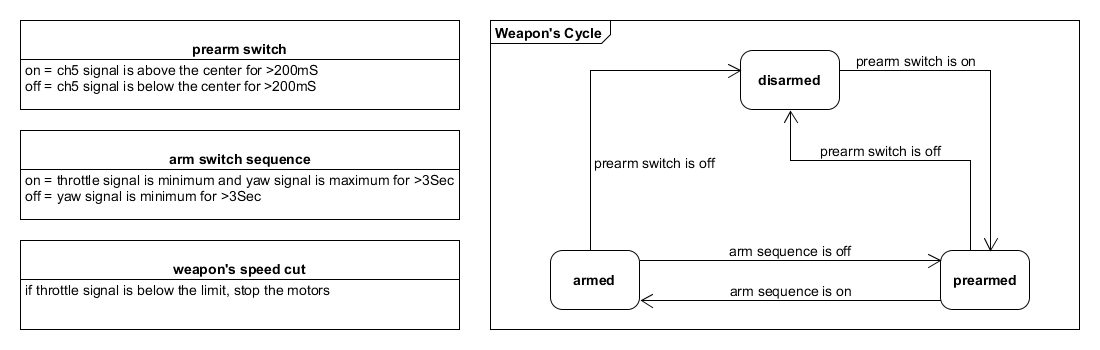 prearm switch
on = ch5 signal is above the center for >200mS
off = ch5 signal is below the center for >200mS
arm switch sequence
on = throttle signal is minimum and yaw signal is maximum for >3Sec
off = yaw signal is minimum for >3Sec
weapon's speed cut
if throttle signal is below the limit, stop the motors
Weapon's Cycle
disarmed
prearm switch is on
prearm switch is off
prearm switch is off
arm sequence is off
armed
prearmed
arm sequence is on